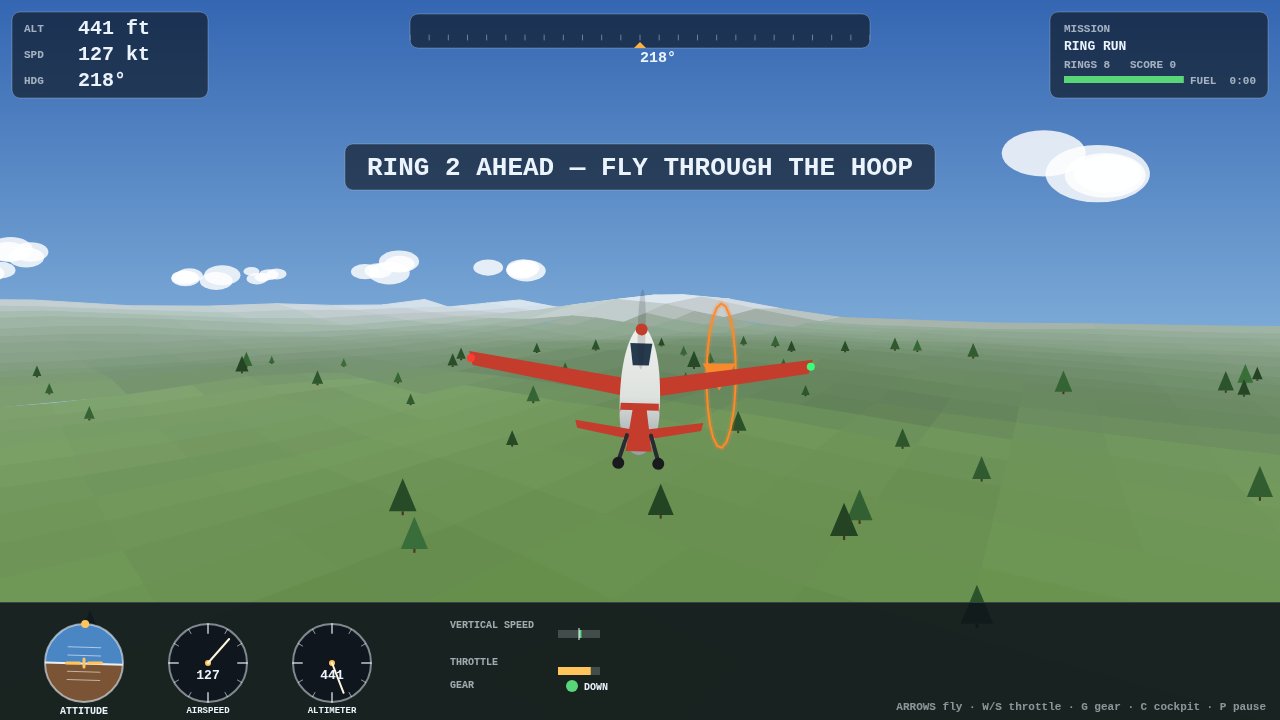 ALT 441 ft
SPD 127 kt
HDG 218°
218°
MISSION
RING RUN
RINGS 8 SCORE 0
FUEL 0:00
RING 2 AHEAD — FLY THROUGH THE HOOP
127
441
ATTITUDE
AIRSPEED
ALTIMETER
VERTICAL SPEED
THROTTLE
GEAR DOWN
ARROWS fly · W/S throttle · G gear · C cockpit · P pause